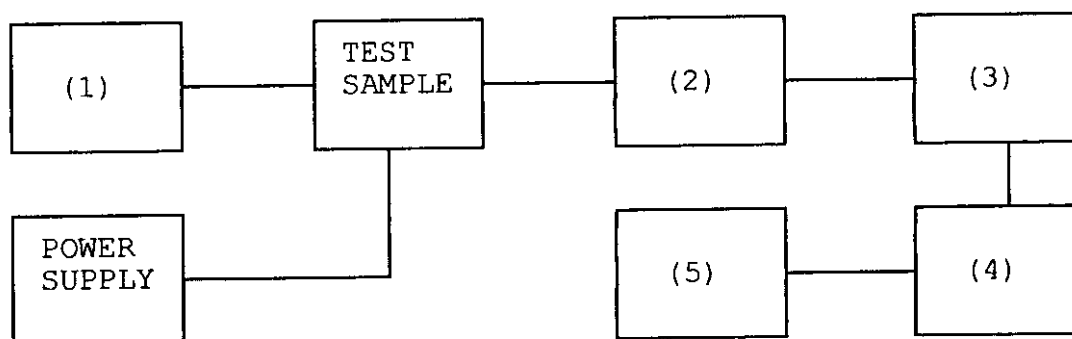 (1)
TEST
SAMPLE
(2)
(3)
POWER
SUPPLY
(5)
(4)